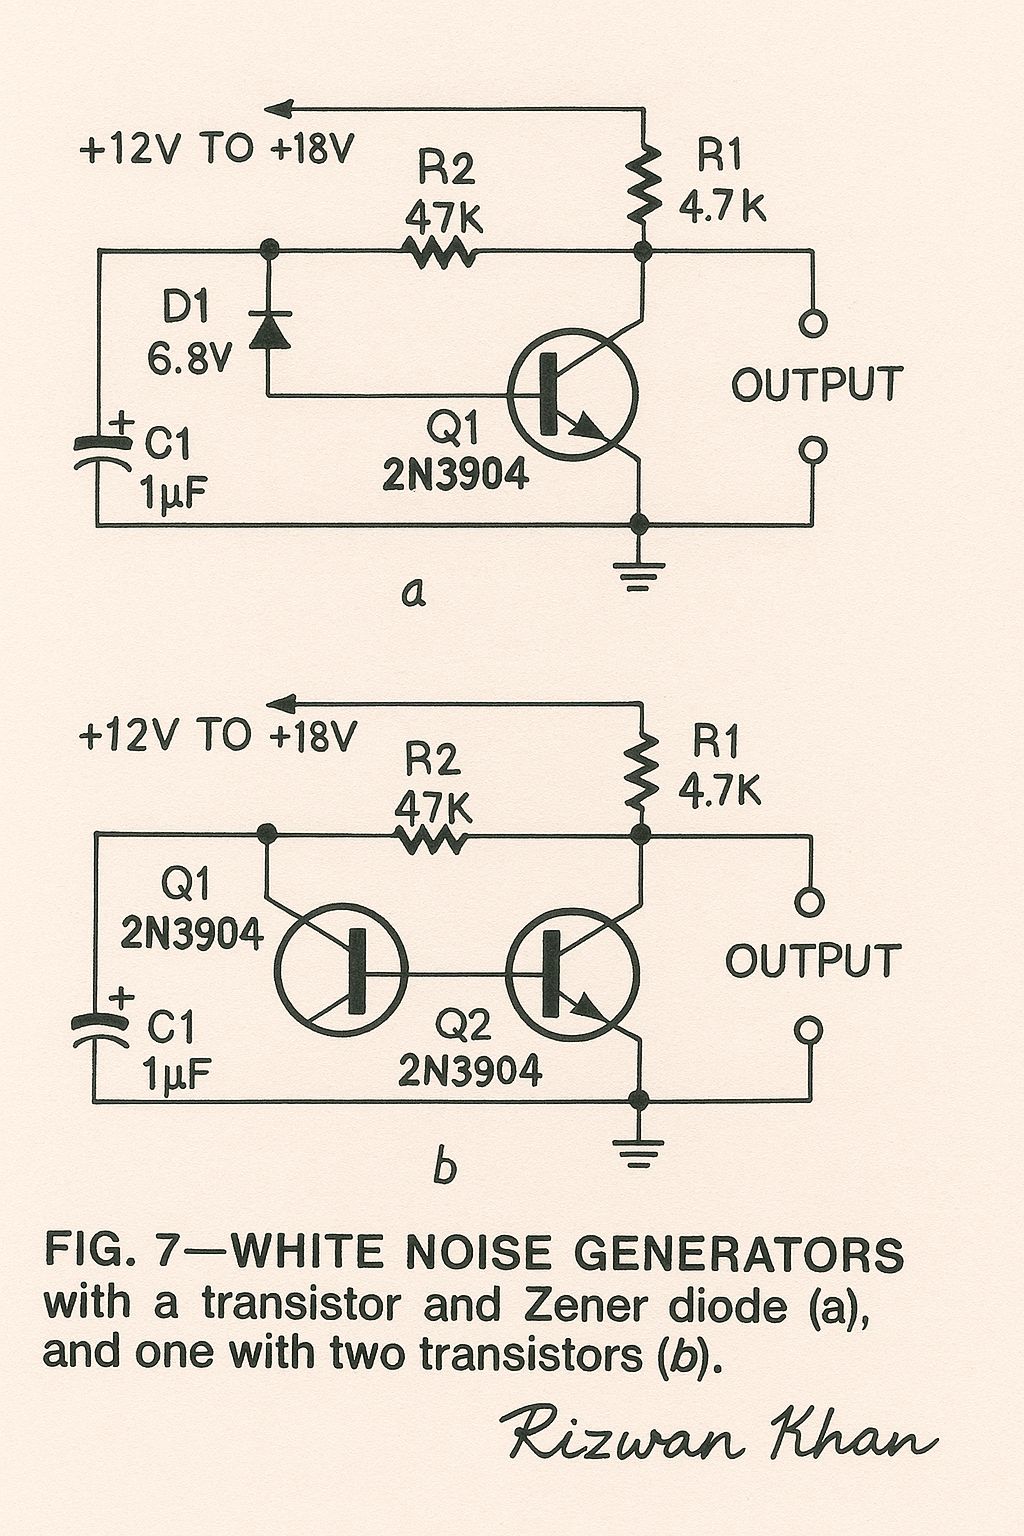 +12V TO +18V
R2
47K
R1
4.7K
D1
6.8V
OUTPUT
+
C1
1µF
Q1
2N3904
a
+12V TO +18V
R2
47K
R1
4.7K
Q1
2N3904
OUTPUT
+
C1
1µF
Q2
2N3904
b
FIG. 7—WHITE NOISE GENERATORS
with a transistor and Zener diode (a),
and one with two transistors (b).
Rizwan Khan